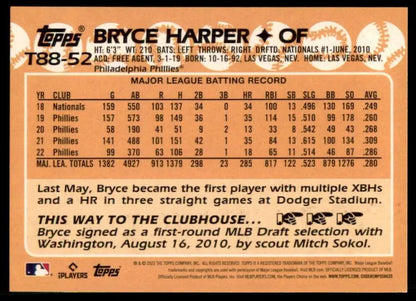 Topps BRYCE HARPER ✦ OF
T88-52
HT: 6'3" WT: 210 BATS: LEFT THROWS: RIGHT DRFTD: NATIONALS #1-JUNE, 2010
ACQ: FREE AGENT, 3-1-19 BORN: 10-16-92, LAS VEGAS, NEV. HOME: LAS VEGAS, NEV.
Philadelphia Phillies
MAJOR LEAGUE BATTING RECORD
YR CLUB G AB R H 2B 3B HR RBI SB SLG BB SO AVG
18 Nationals 159 550 103 137 34 0 34 100 13 .496 130 169 .249
19 Phillies 157 573 98 149 36 1 35 114 15 .510 99 178 .260
20 Phillies 58 190 41 51 9 2 13 33 8 .542 49 43 .268
21 Phillies 141 488 101 151 42 1 35 84 13 .615 100 134 .309
22 Phillies 99 370 63 106 28 1 18 65 11 .514 46 87 .286
MAJ. LEA. TOTALS 1382 4927 913 1379 298 23 285 817 122 .523 879 1276 .280
Last May, Bryce became the first player with multiple XBHs
and a HR in three straight games at Dodger Stadium.
THIS WAY TO THE CLUBHOUSE...
Bryce signed as a first-round MLB Draft selection with
Washington, August 16, 2010, by scout Mitch Sokol.
PLAYERS Topps